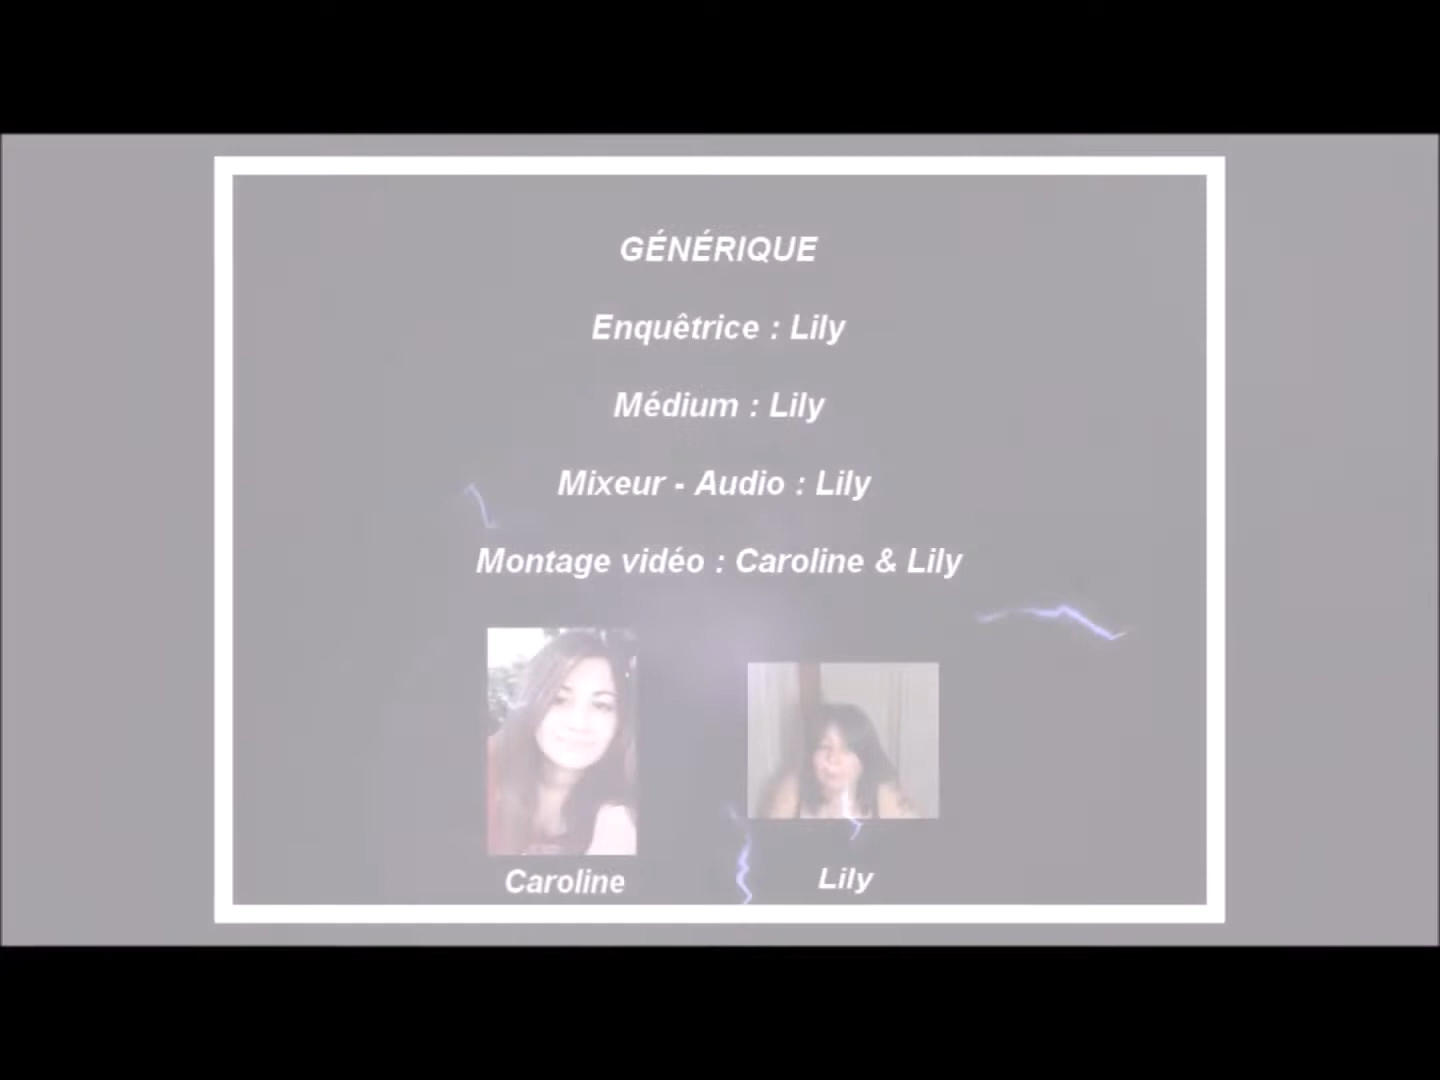 GÉNÉRIQUE
Enquêtrice : Lily
Médium : Lily
Mixeur - Audio : Lily
Montage vidéo : Caroline & Lily
Caroline
Lily